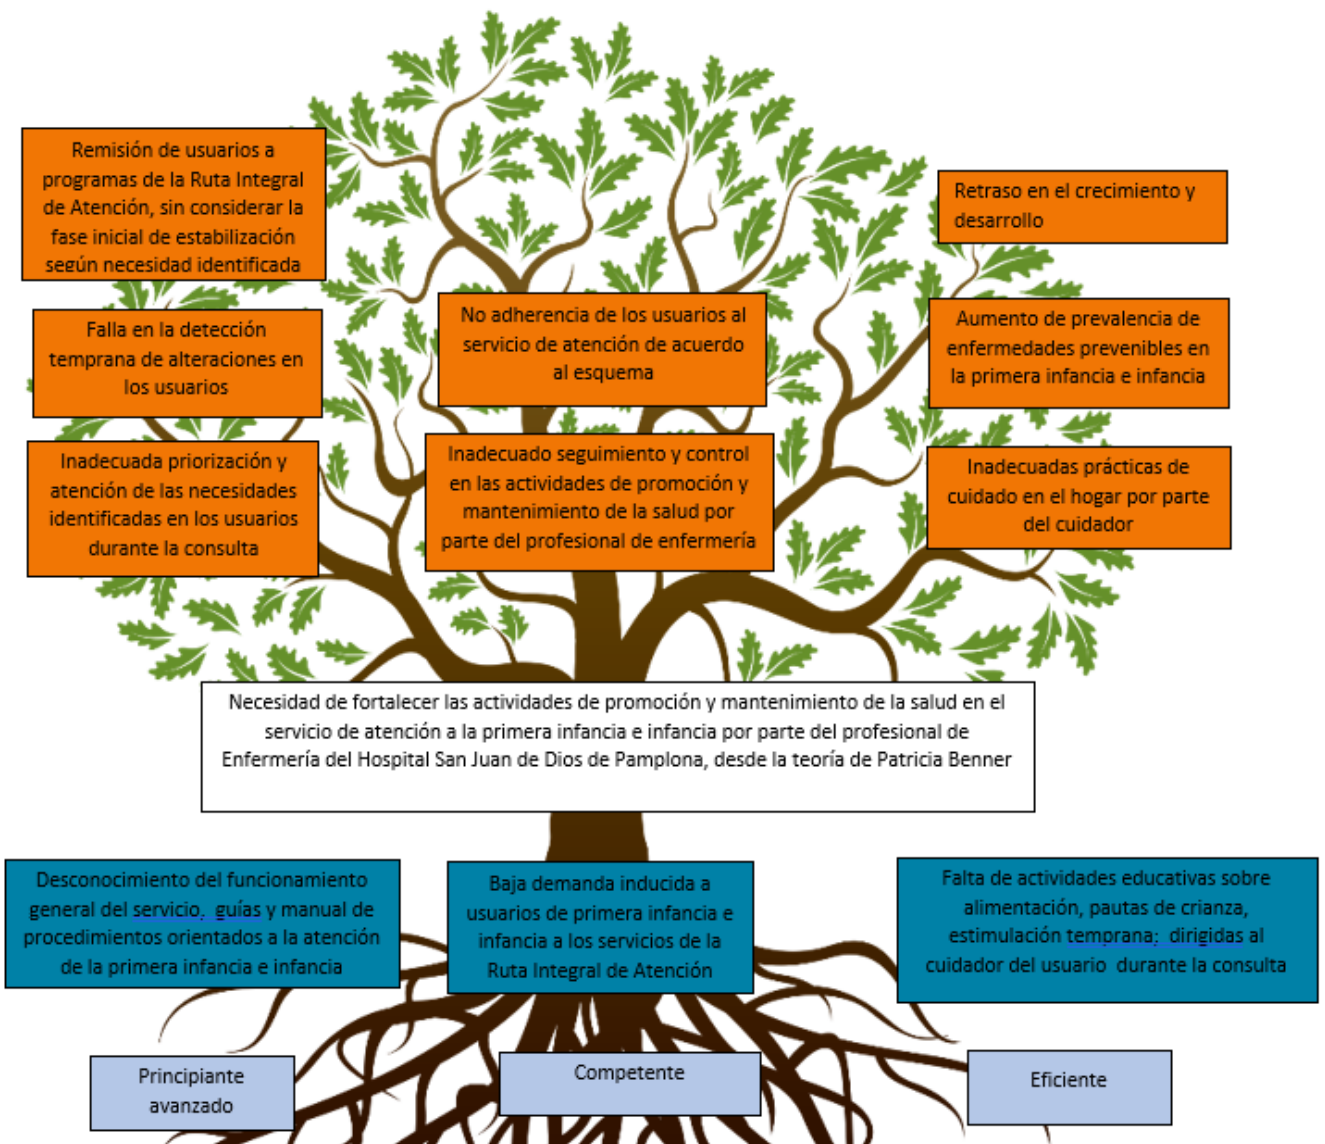 Remisión de usuarios a
programas de la Ruta Integral
de Atención, sin considerar la
fase inicial de estabilización
según necesidad identificada
Retraso en el crecimiento y
desarrollo
Falla en la detección
temprana de alteraciones en
los usuarios
No adherencia de los usuarios al
servicio de atención de acuerdo
al esquema
Aumento de prevalencia de
enfermedades prevenibles en
la primera infancia e infancia
Inadecuada priorización y
atención de las necesidades
identificadas en los usuarios
durante la consulta
Inadecuado seguimiento y control
en las actividades de promoción y
mantenimiento de la salud por
parte del profesional de enfermería
Inadecuadas prácticas de
cuidado en el hogar por parte
del cuidador
Necesidad de fortalecer las actividades de promoción y mantenimiento de la salud en el
servicio de atención a la primera infancia e infancia por parte del profesional de
Enfermería del Hospital San Juan de Dios de Pamplona, desde la teoría de Patricia Benner
Desconocimiento del funcionamiento
general del servicio, guías y manual de
procedimientos orientados a la atención
de la primera infancia e infancia
Baja demanda inducida a
usuarios de primera infancia e
infancia a los servicios de la
Ruta Integral de Atención
Falta de actividades educativas sobre
alimentación, pautas de crianza,
estimulación temprana; dirigidas al
cuidador del usuario durante la consulta
Principiante
avanzado
Competente
Eficiente